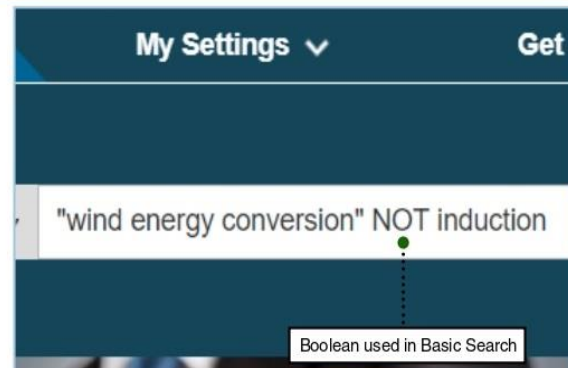 My Settings Get
"wind energy conversion" NOT induction
Boolean used in Basic Search